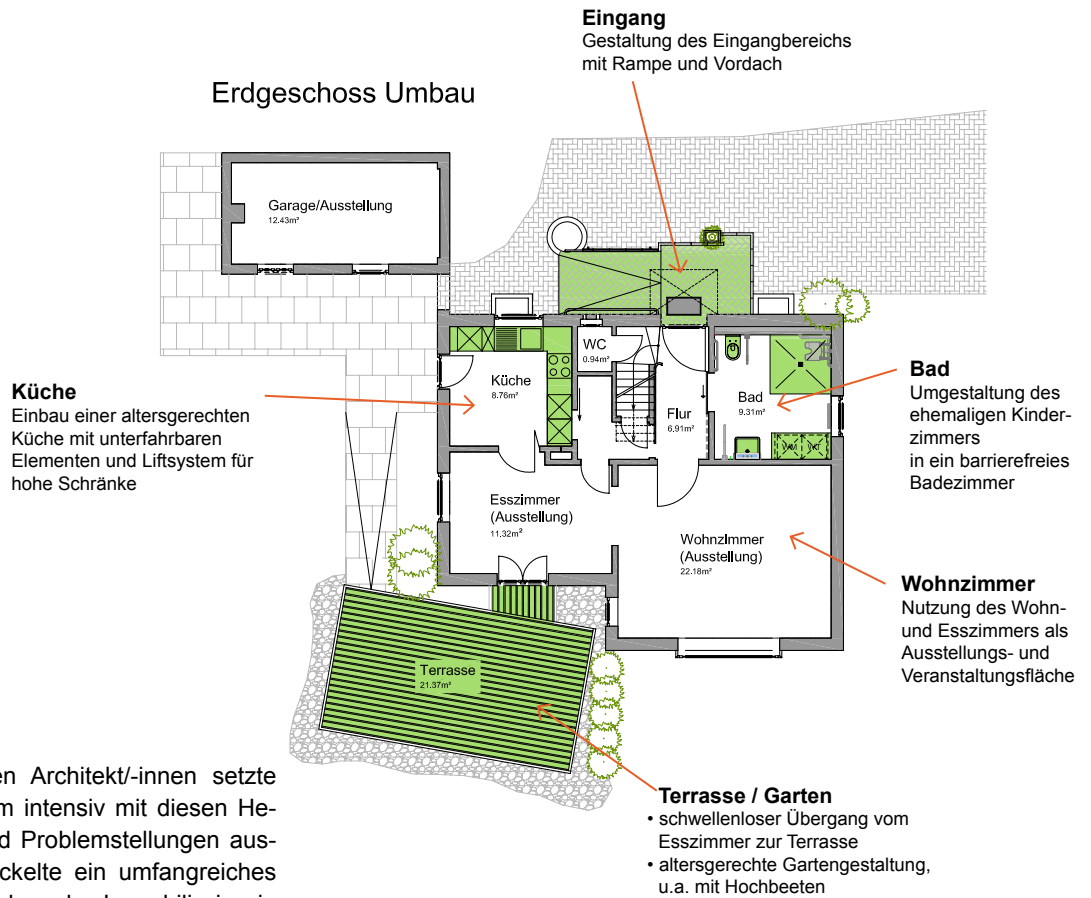 Eingang
Gestaltung des Eingangbereichs
mit Rampe und Vordach
Erdgeschoss Umbau
Garage/Ausstellung
12.43m²
WC
0.94m²
Küche
8.76m²
Flur
6.91m²
Bad
9.31m²
Küche
Einbau einer altersgerechten
Küche mit unterfahrbaren
Elementen und Liftsystem für
hohe Schränke
Bad
Umgestaltung des
ehemaligen Kinder-
zimmers
in ein barrierefreies
Badezimmer
Esszimmer
(Ausstellung)
11.32m²
Wohnzimmer
(Ausstellung)
22.18m²
Wohnzimmer
Nutzung des Wohn-
und Esszimmers als
Ausstellungs- und
Veranstaltungsfläche
Terrasse
21.37m²
Terrasse / Garten
• schwellenloser Übergang vom
Esszimmer zur Terrasse
• altersgerechte Gartengestaltung,
u.a. mit Hochbeeten
en Architekt/-innen setzte
m intensiv mit diesen He-
d Problemstellungen aus-
ckelte ein umfangreiches